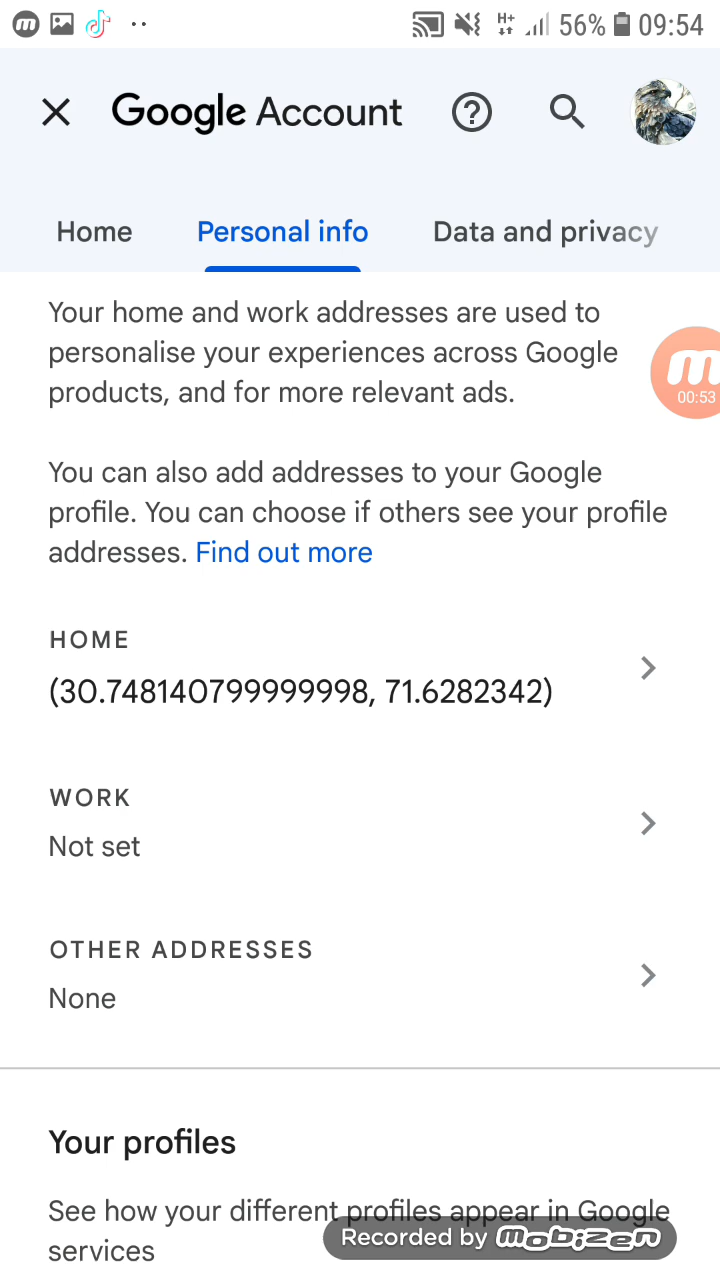 56% 09:54
Google Account
Home Personal info Data and privacy
Your home and work addresses are used to
personalise your experiences across Google
products, and for more relevant ads.
00:53
You can also add addresses to your Google
profile. You can choose if others see your profile
addresses. Find out more
HOME
(30.748140799999998, 71.6282342)
WORK
Not set
OTHER ADDRESSES
None
Your profiles
See how your different profiles appear in Google
services
Recorded by mobizen